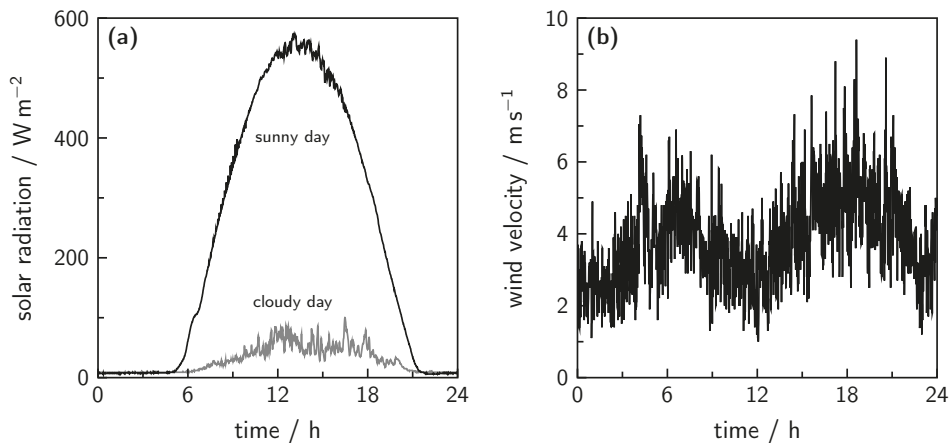 (a)
solar radiation / W m⁻²
600
400
200
0
sunny day
cloudy day
0 6 12 18 24
time / h
(b)
wind velocity / m s⁻¹
10
8
6
4
2
0
0 6 12 18 24
time / h